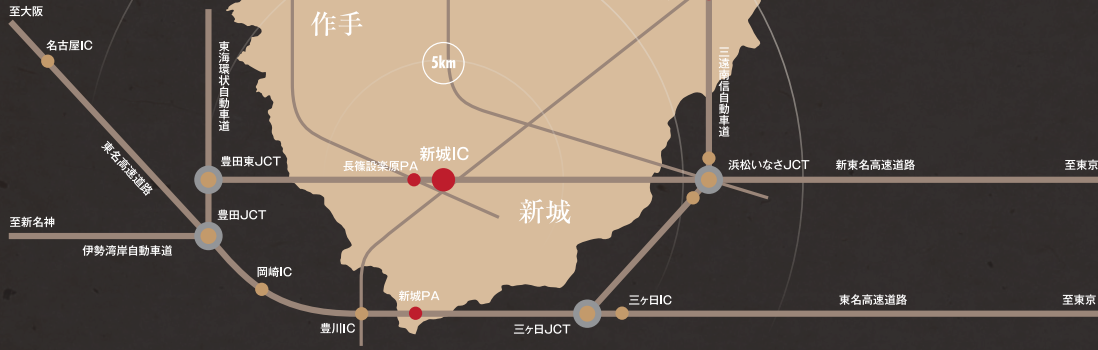 至大阪
作手
名古屋IC
東海環状自動車道
5km
三遠南信自動車道
東名高速道路
豊田東JCT
長篠設楽原PA
新城IC
浜松いなさJCT
新東名高速道路
至東京
至新名神
豊田JCT
新城
伊勢湾岸自動車道
岡崎IC
新城PA
三ヶ日IC
東名高速道路
至東京
豊川IC
三ヶ日JCT